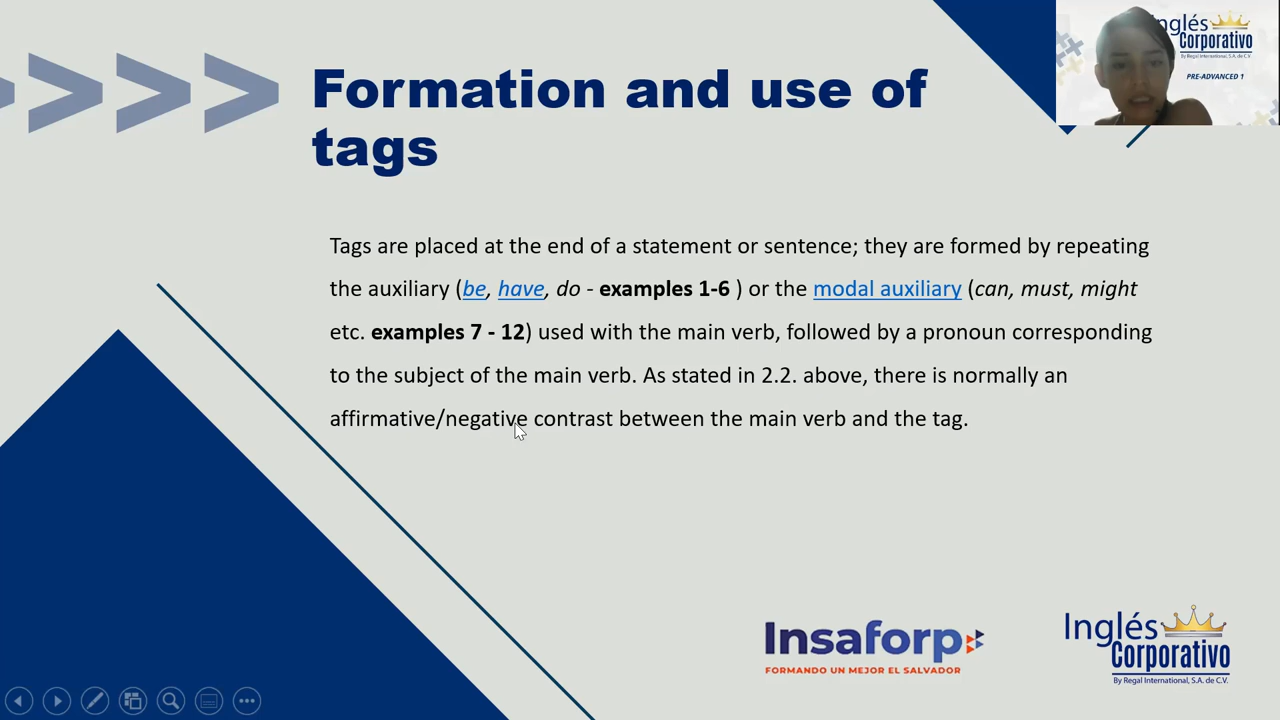 Formation and use of
tags
Inglés
Corporativo
By Regal International, S.A. de C.V.
PRE-ADVANCED 1
Tags are placed at the end of a statement or sentence; they are formed by repeating
the auxiliary (be, have, do - examples 1-6 ) or the modal auxiliary (can, must, might
etc. examples 7 - 12) used with the main verb, followed by a pronoun corresponding
to the subject of the main verb. As stated in 2.2. above, there is normally an
affirmative/negative contrast between the main verb and the tag.
Insaforp
FORMANDO UN MEJOR EL SALVADOR
Inglés
Corporativo
By Regal International, S.A. de C.V.